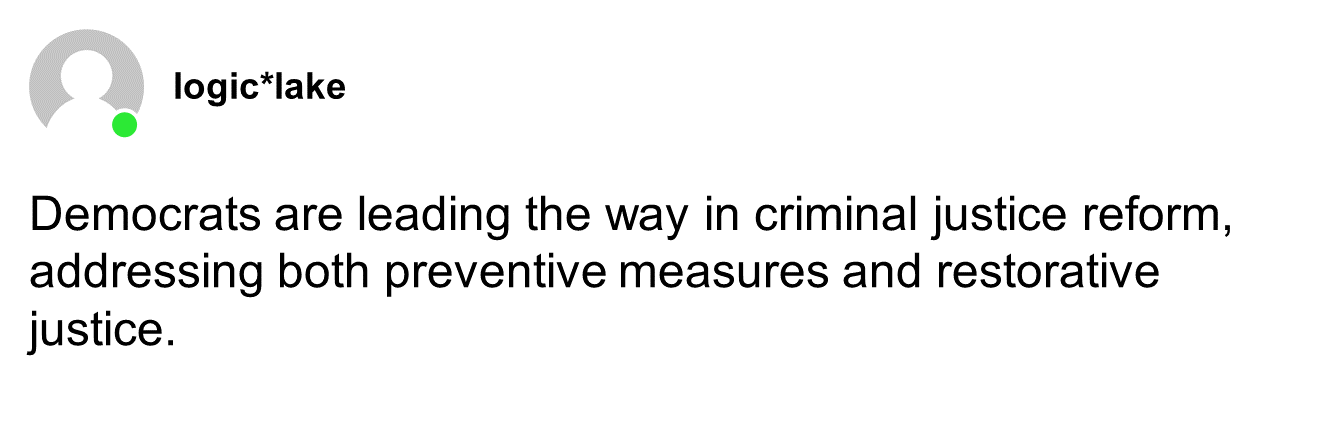 logic*lake
Democrats are leading the way in criminal justice reform,
addressing both preventive measures and restorative
justice.